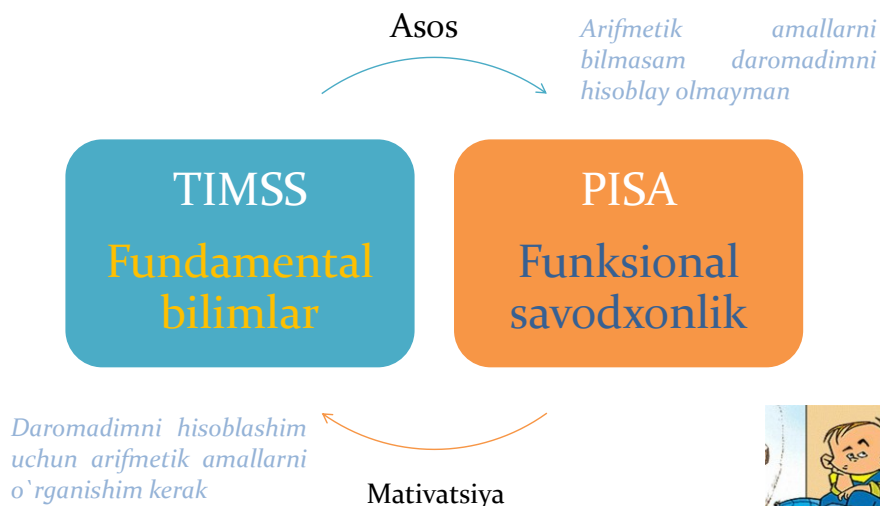 Asos
Arifmetik amallarni
bilmasam daromadimni
hisoblay olmayman
TIMSS
Fundamental
bilimlar
PISA
Funksional
savodxonlik
Daromadimni hisoblashim
uchun arifmetik amallarni
o`rganishim kerak
Mativatsiya